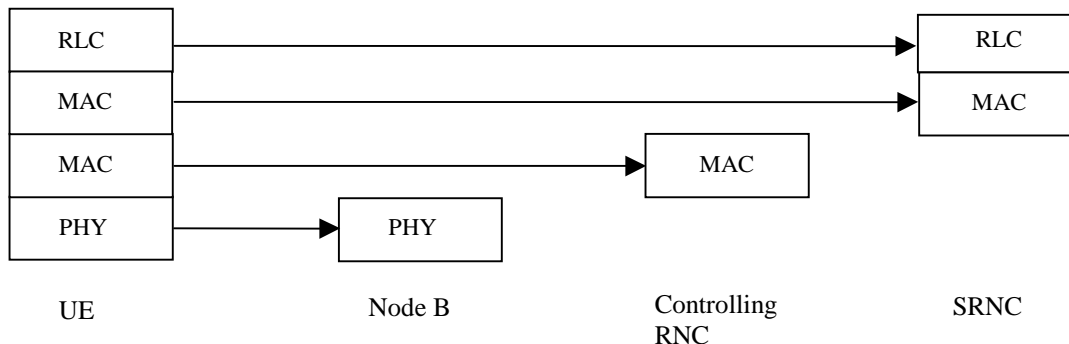 RLC
RLC
MAC
MAC
MAC
MAC
PHY
PHY
UE
Node B
Controlling
RNC
SRNC